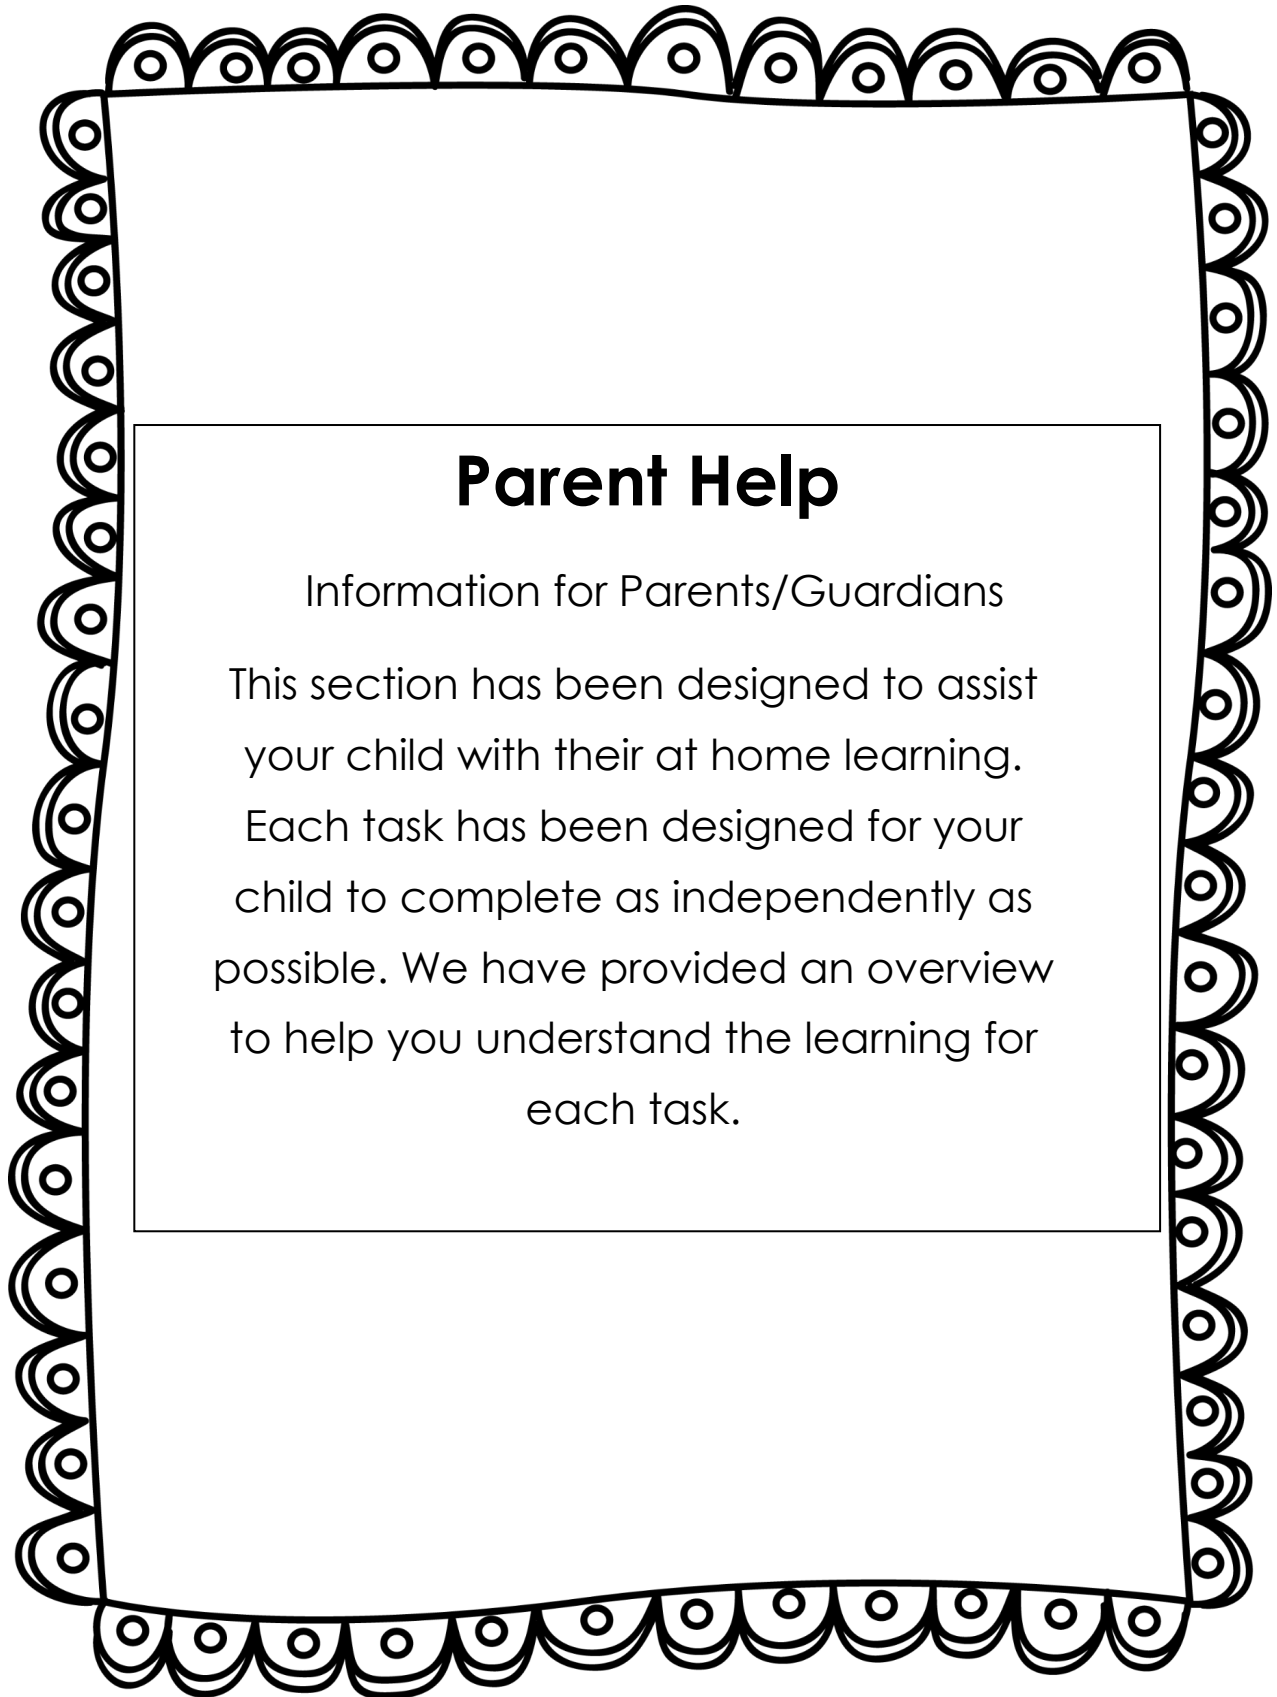 Parent Help
Information for Parents/Guardians
This section has been designed to assist
your child with their at home learning.
Each task has been designed for your
child to complete as independently as
possible. We have provided an overview
to help you understand the learning for
each task.